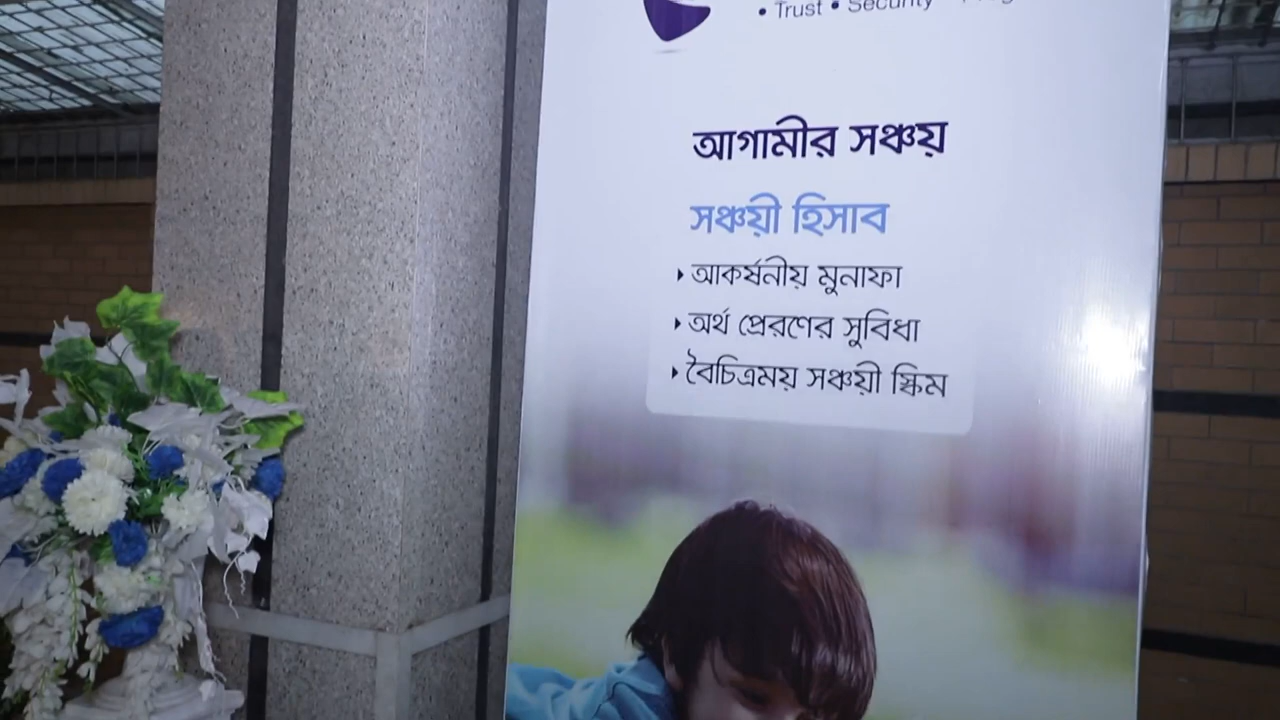 • Trust • Security
আগামীর সঞ্চয়
সঞ্চয়ী হিসাব
আকর্ষনীয় মুনাফা
অর্থ প্রেরণের সুবিধা
বৈচিত্রময় সঞ্চয়ী স্কিম